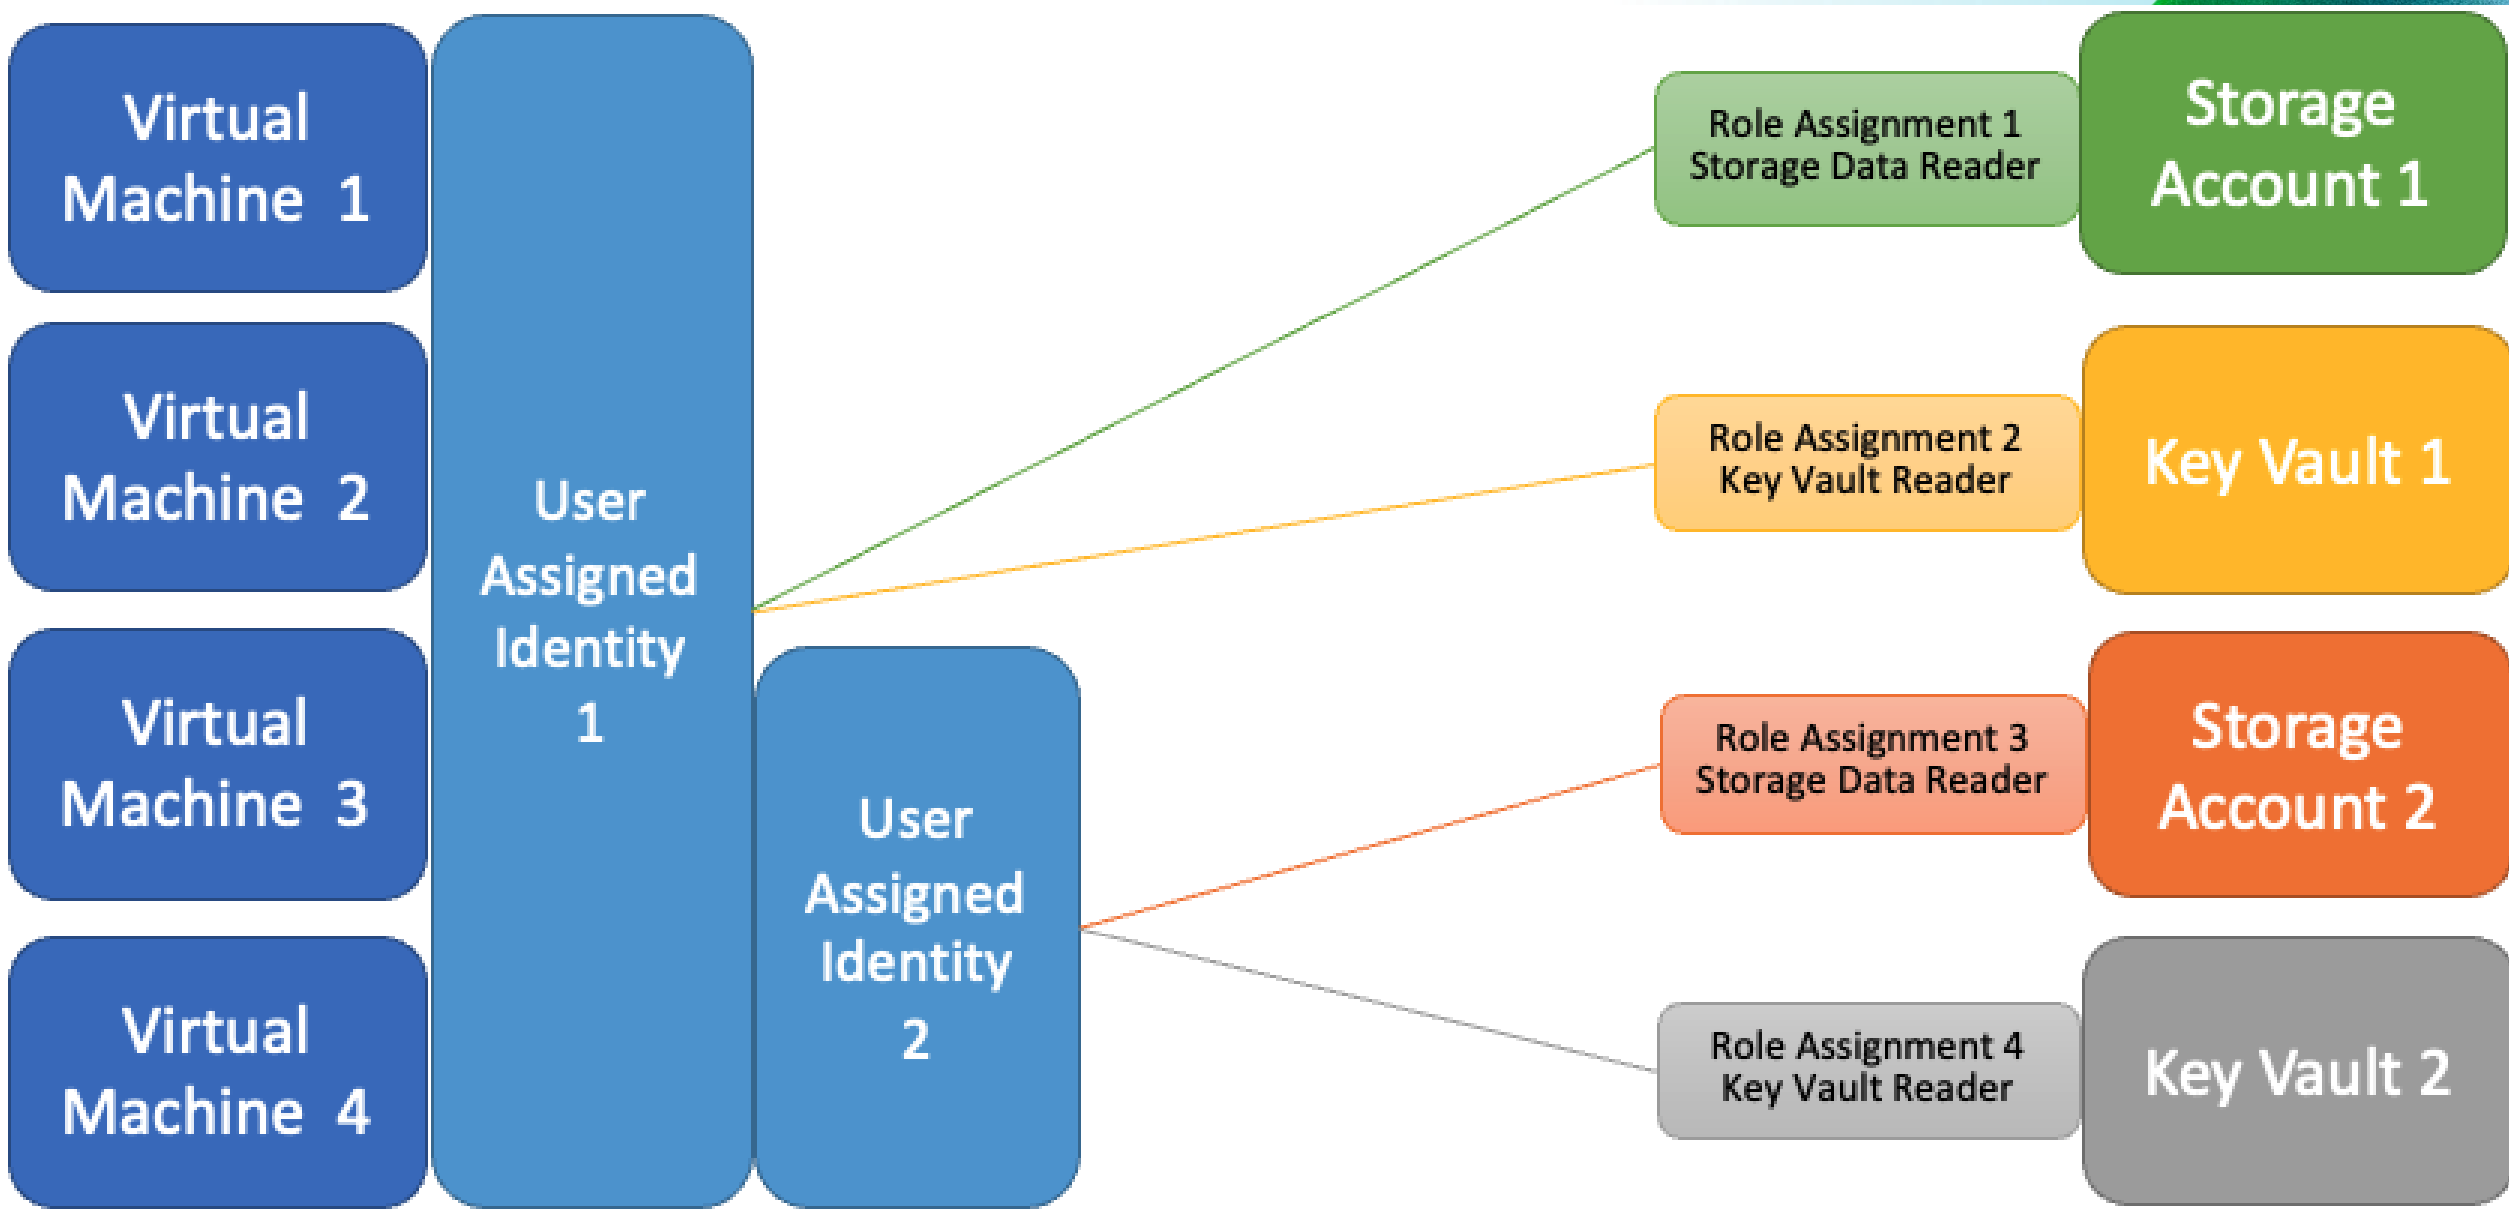 Virtual
Machine 1
Virtual
Machine 2
Virtual
Machine 3
Virtual
Machine 4
User
Assigned
Identity
1
User
Assigned
Identity
2
Role Assignment 1
Storage Data Reader
Storage
Account 1
Role Assignment 2
Key Vault Reader
Key Vault 1
Role Assignment 3
Storage Data Reader
Storage
Account 2
Role Assignment 4
Key Vault Reader
Key Vault 2